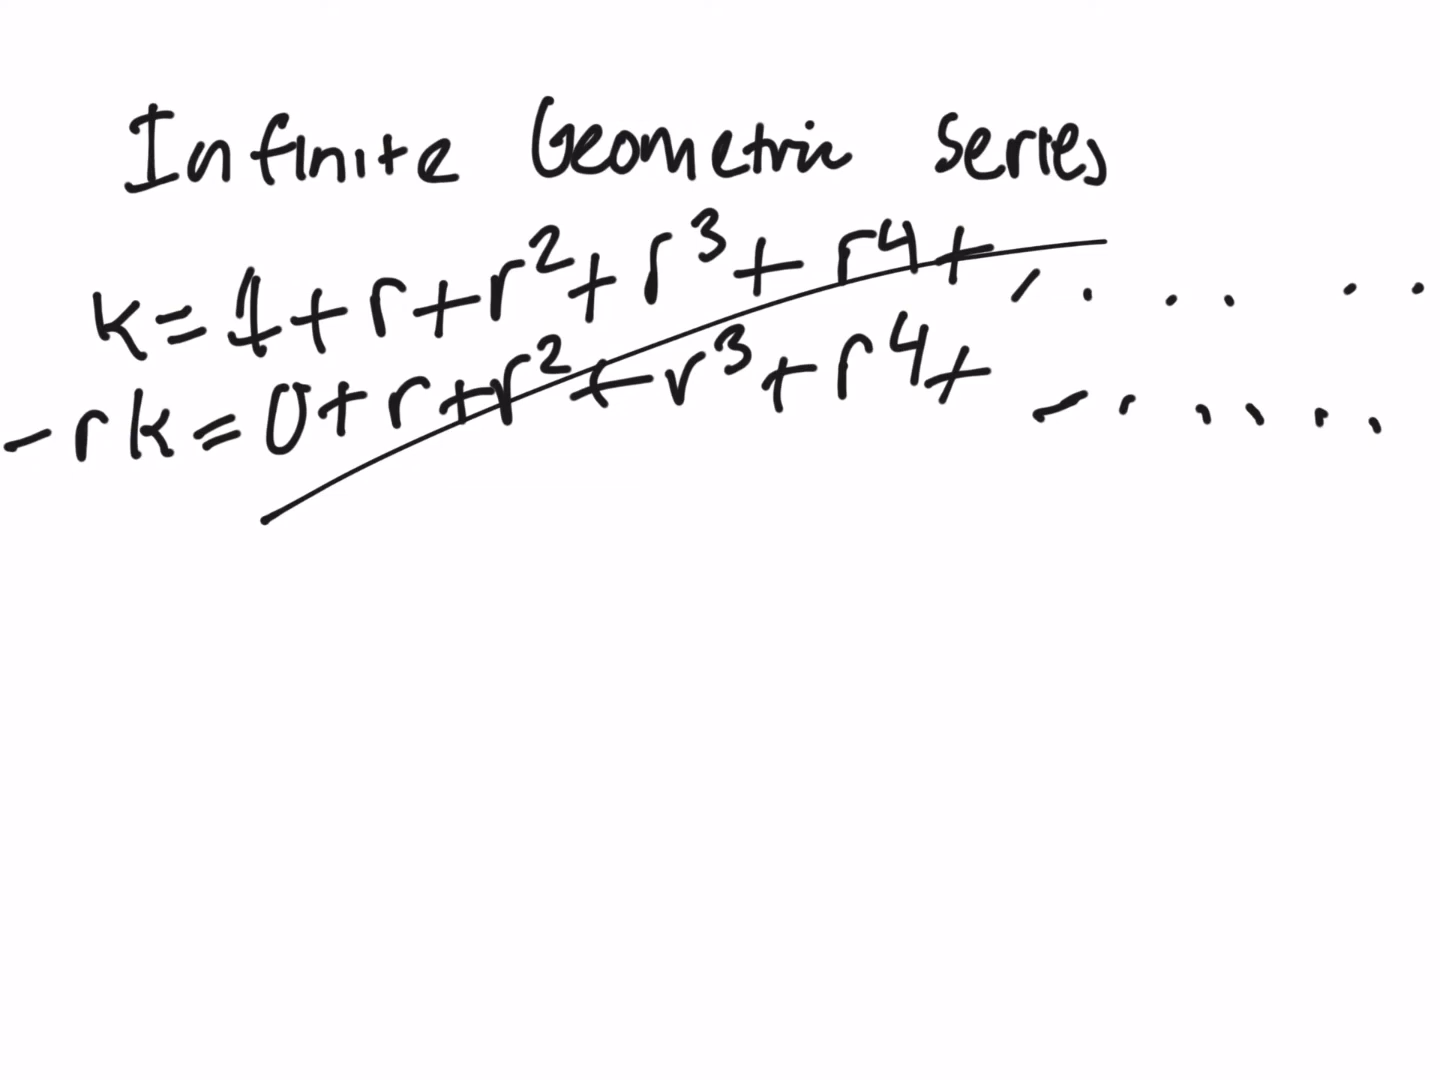 Infinite Geometric Series
k=1+r+r²+r³+r⁴+.......
-rk=0+r+r²+r³+r⁴+.......